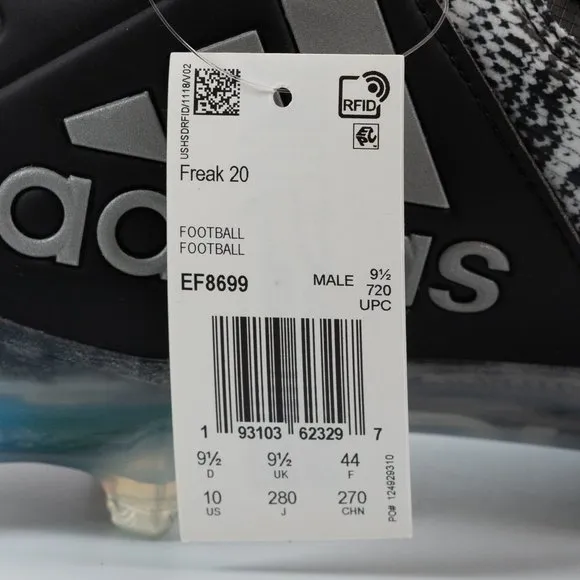 USHSDRFID/1118/V02
RFID
Freak 20
adidas
FOOTBALL
FOOTBALL
EF8699
MALE 9½
720
UPC
1 93103 62329 7
9½ 9½ 44
D UK F
10 280 270
US J CHN
PO# 124929310